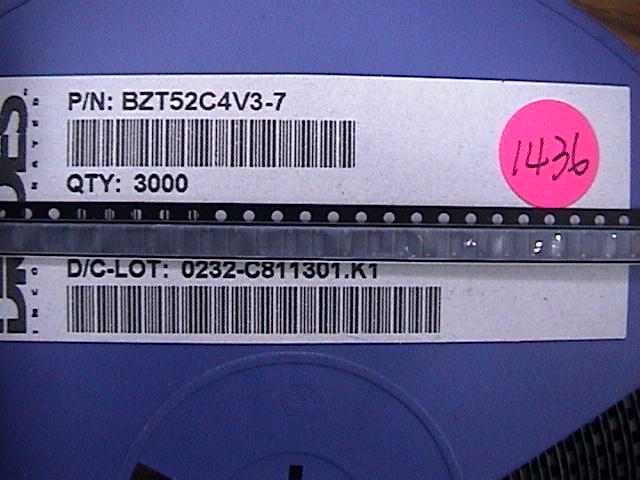 P/N: BZT52C4V3-7
1436
QTY: 3000
D/C-LOT: 0232-C811301.K1